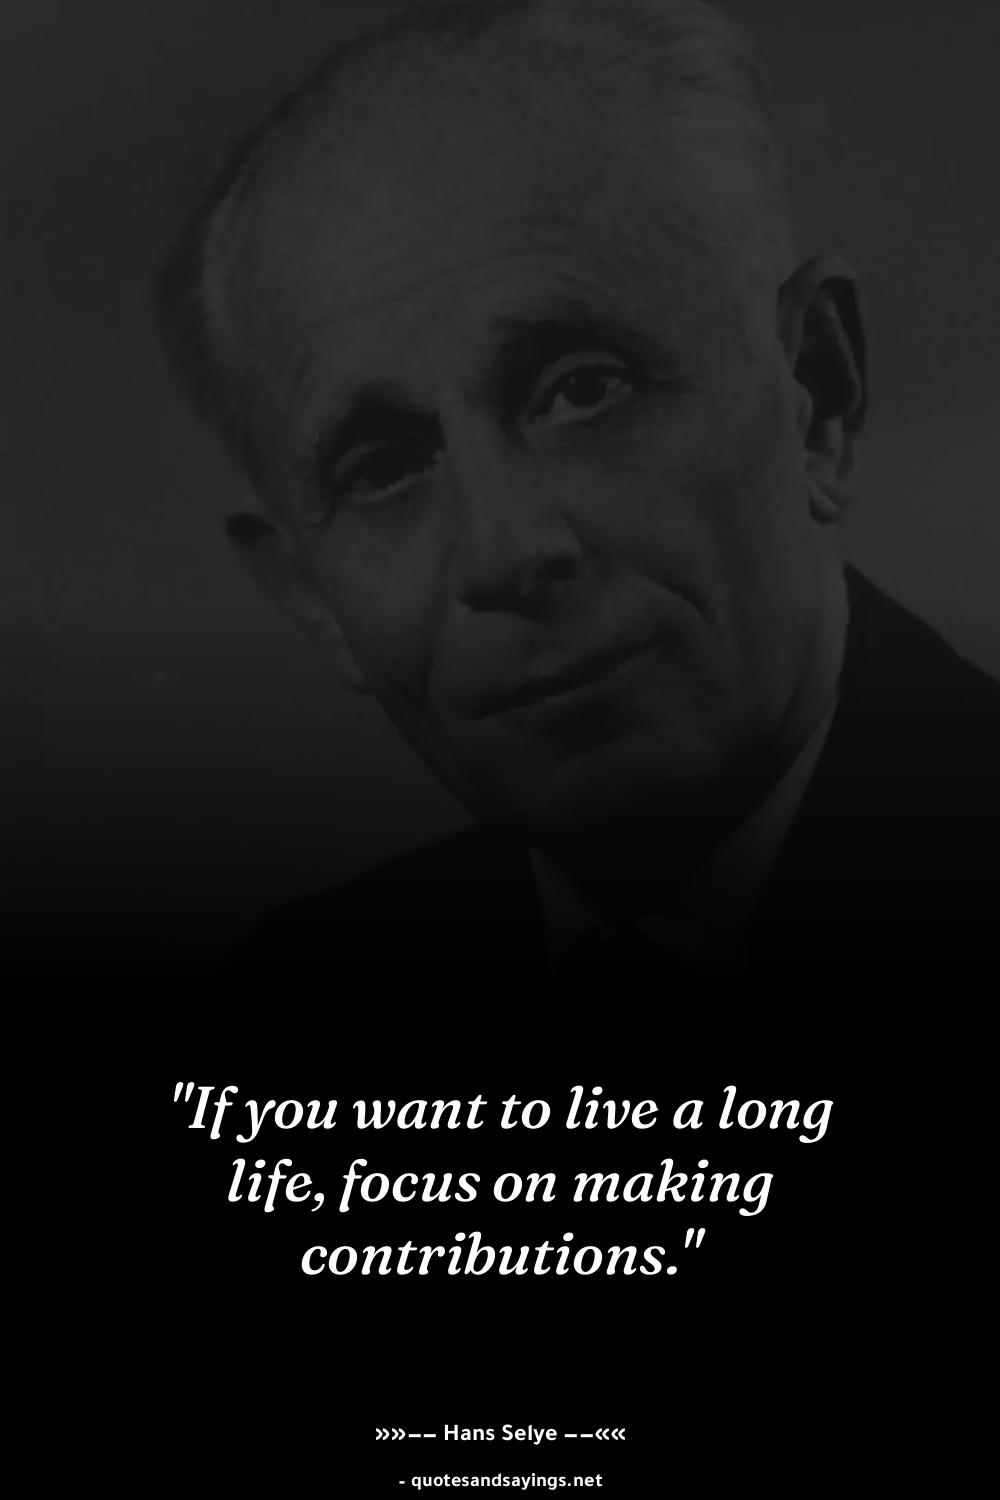 "If you want to live a long
life, focus on making
contributions."
»»–– Hans Selye ––««
- quotesandsayings.net